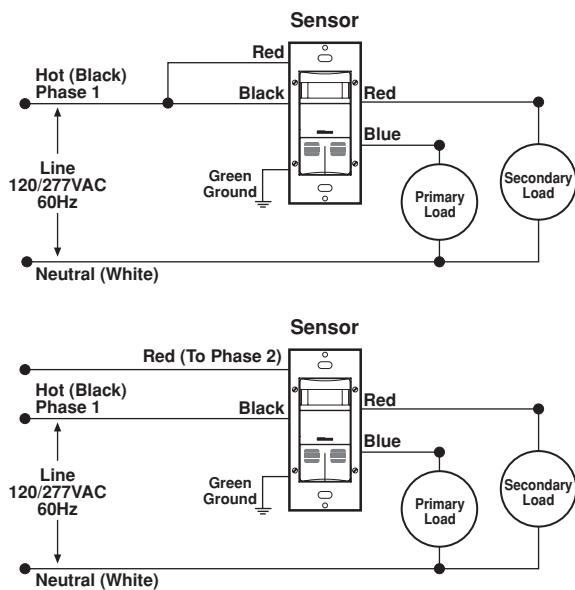 Sensor
Red
Hot (Black)
Phase 1
Black
Red
Blue
Line
120/277VAC
60Hz
Green
Ground
Primary
Load
Secondary
Load
Neutral (White)
Sensor
Red (To Phase 2)
Hot (Black)
Phase 1
Black
Red
Blue
Line
120/277VAC
60Hz
Green
Ground
Primary
Load
Secondary
Load
Neutral (White)